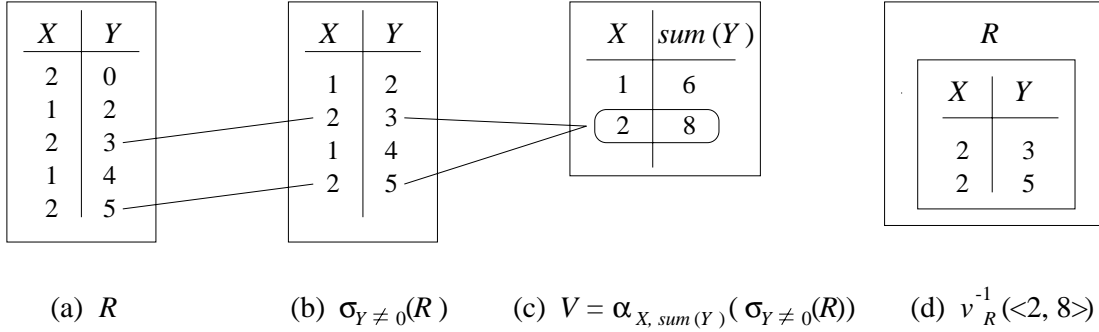 X Y
2 0
1 2
2 3
1 4
2 5
X Y
1 2
2 3
1 4
2 5
X sum (Y)
1 6
2 8
R
X Y
2 3
2 5
(a) R
(b) σ_{Y ≠ 0}(R)
(c) V = α_{X, sum (Y)}(σ_{Y ≠ 0}(R))
(d) v^{-1}_{R}(<2, 8>)